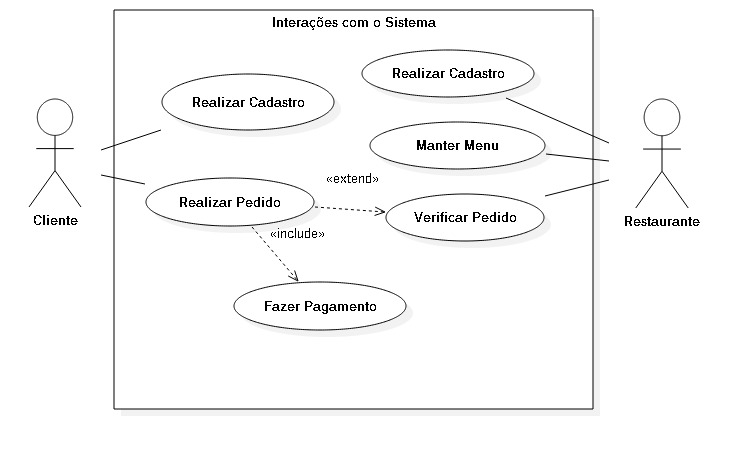 Interações com o Sistema
Realizar Cadastro
Realizar Cadastro
Manter Menu
«extend»
Realizar Pedido
Verificar Pedido
Cliente
Restaurante
«include»
Fazer Pagamento